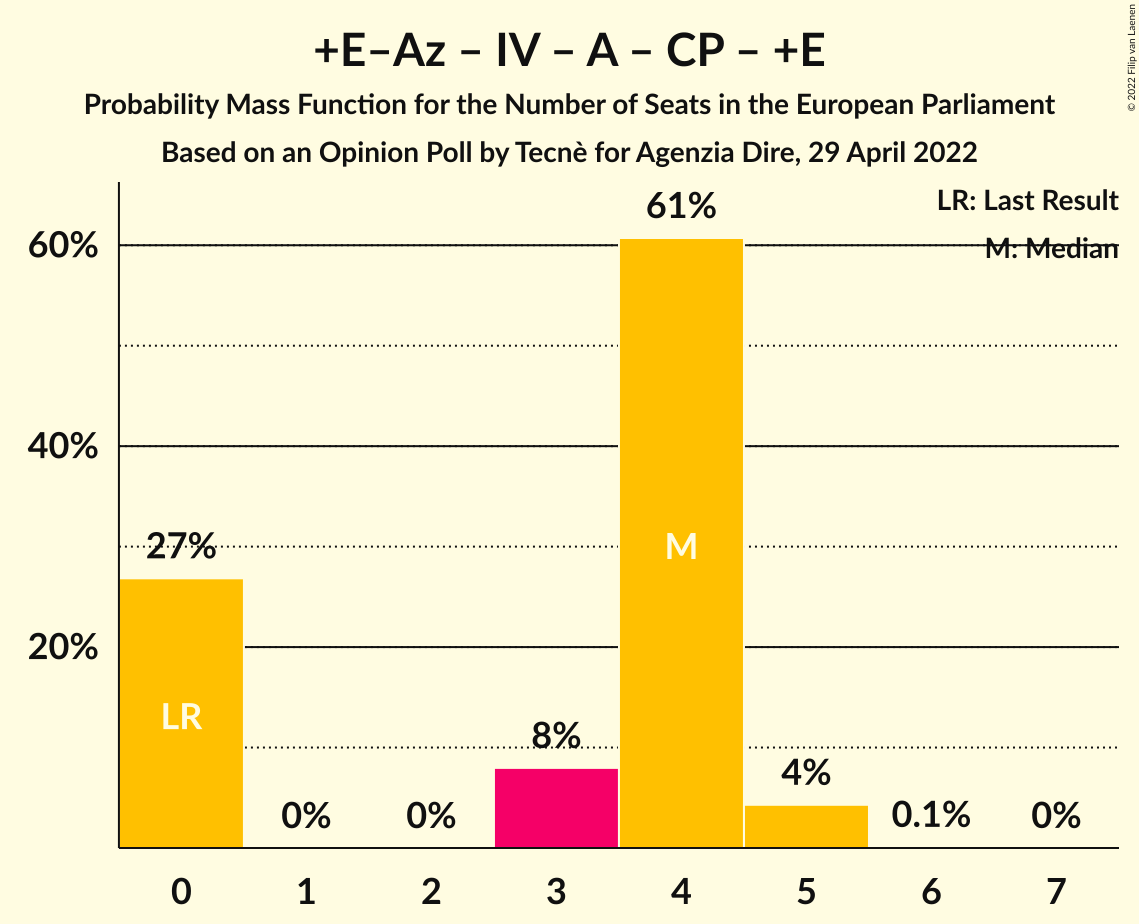 +E–Az – IV – A – CP – +E
Probability Mass Function for the Number of Seats in the European Parliament
Based on an Opinion Poll by Tecnè for Agenzia Dire, 29 April 2022
© 2022 Filip van Laenen
LR: Last Result
M: Median
60%
40%
20%
27%
0%
0%
8%
61%
4%
0.1%
0%
LR
M
0 1 2 3 4 5 6 7